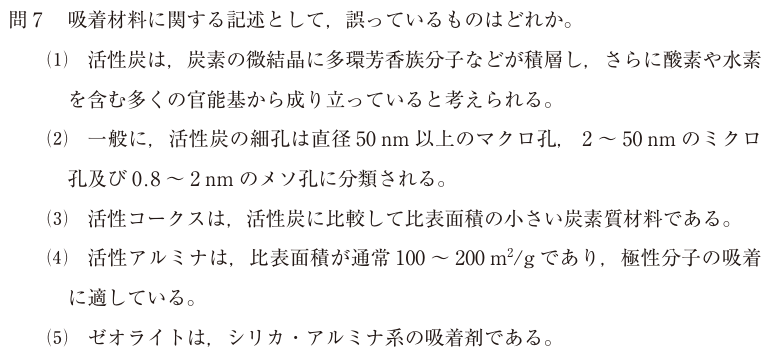 問7　吸着材料に関する記述として，誤っているものはどれか。
⑴　活性炭は，炭素の微結晶に多環芳香族分子などが積層し，さらに酸素や水素
を含む多くの官能基から成り立っていると考えられる。
⑵　一般に，活性炭の細孔は直径 50 nm 以上のマクロ孔， 2 ～ 50 nm のミクロ
孔及び 0.8 ～ 2 nm のメソ孔に分類される。
⑶　活性コークスは，活性炭に比較して比表面積の小さい炭素質材料である。
⑷　活性アルミナは，比表面積が通常 100 ～ 200 m²/g であり，極性分子の吸着
に適している。
⑸　ゼオライトは，シリカ・アルミナ系の吸着剤である。